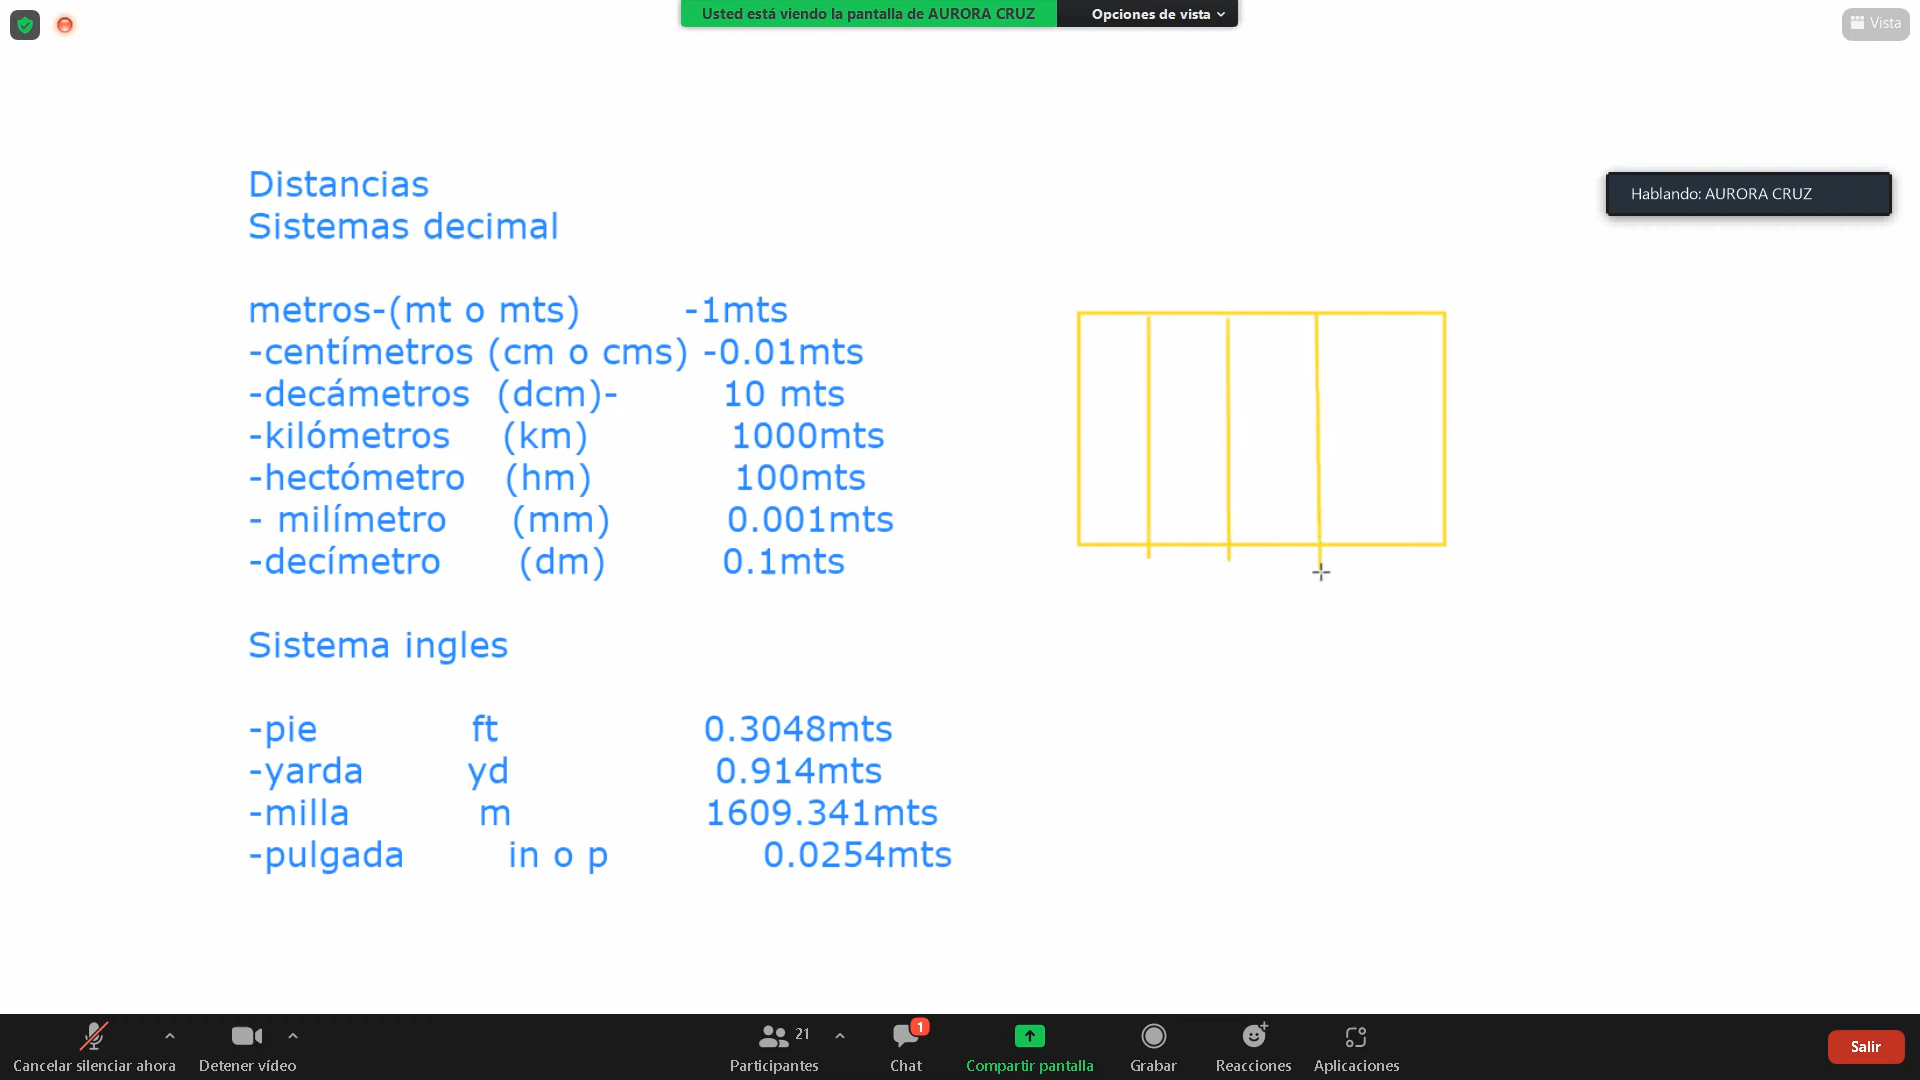 Usted está viendo la pantalla de AURORA CRUZ Opciones de vista
Vista
Hablando: AURORA CRUZ
Distancias
Sistemas decimal
metros-(mt o mts) -1mts
-centímetros (cm o cms) -0.01mts
-decámetros (dcm)- 10 mts
-kilómetros (km) 1000mts
-hectómetro (hm) 100mts
- milímetro (mm) 0.001mts
-decímetro (dm) 0.1mts
Sistema ingles
-pie ft 0.3048mts
-yarda yd 0.914mts
-milla m 1609.341mts
-pulgada in o p 0.0254mts
21
1
Cancelar silenciar ahora Detener vídeo Participantes Chat Compartir pantalla Grabar Reacciones Aplicaciones Salir